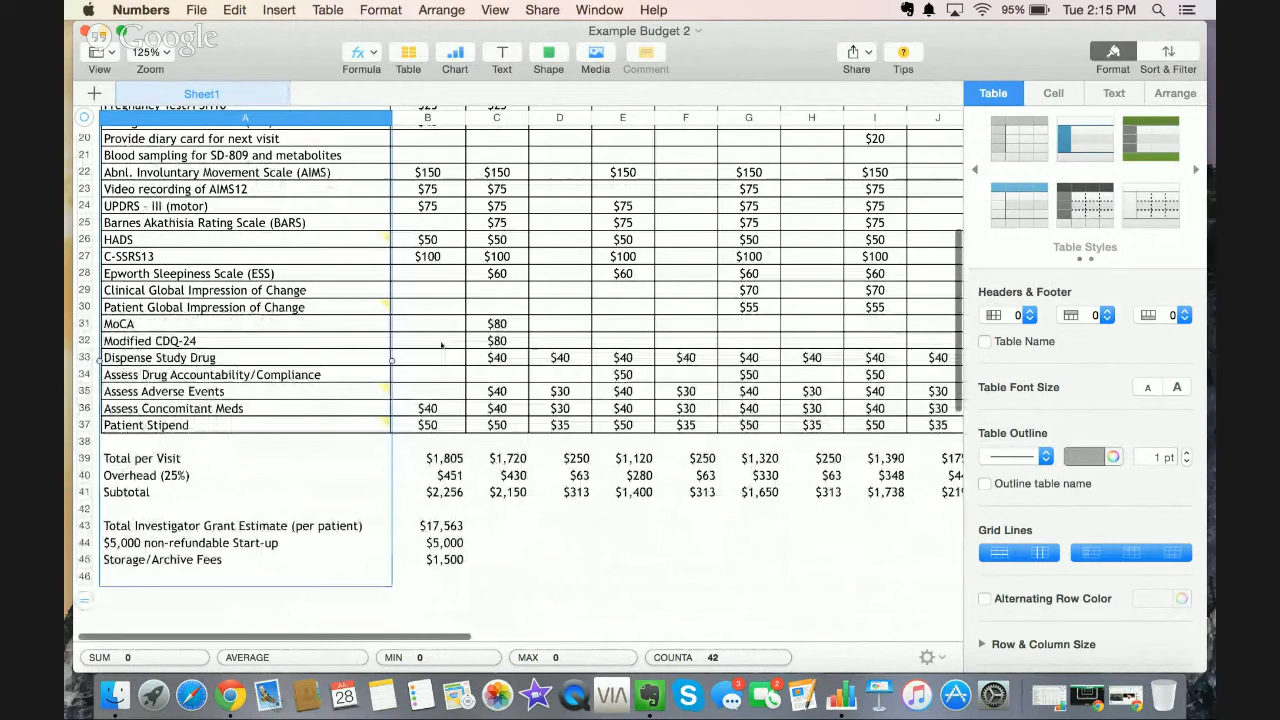 Numbers File Edit Insert Table Format Arrange View Share Window Help 95% Tue 2:15 PM
Google
Example Budget 2
125% fx
View Zoom Formula Table Chart Text Shape Media Comment Share Tips Format Sort & Filter
Sheet1 Table Cell Text Arrange
A B C D E F G H I J
20 Provide diary card for next visit $20
21 Blood sampling for SD-809 and metabolites
22 Abnl. Involuntary Movement Scale (AIMS) $150 $150 $150 $150 $150
23 Video recording of AIMS12 $75 $75 $75 $75
24 UPDRS - III (motor) $75 $75 $75 $75 $75
25 Barnes Akathisia Rating Scale (BARS) $75 $75 $75 $75
26 HADS $50 $50 $50 $50 $50
27 C-SSRS13 $100 $100 $100 $100 $100
28 Epworth Sleepiness Scale (ESS) $60 $60 $60 $60
29 Clinical Global Impression of Change $70 $70
30 Patient Global Impression of Change $55 $55
31 MoCA $80
32 Modified CDQ-24 $80
33 Dispense Study Drug $40 $40 $40 $40 $40 $40 $40 $40
34 Assess Drug Accountability/Compliance $50 $50 $50
35 Assess Adverse Events $40 $30 $40 $30 $40 $30 $40 $30
36 Assess Concomitant Meds $40 $40 $30 $40 $30 $40 $30 $40 $30
37 Patient Stipend $50 $50 $35 $50 $35 $50 $35 $50 $35
38
39 Total per Visit $1,805 $1,720 $250 $1,120 $250 $1,320 $250 $1,390
40 Overhead (25%) $451 $430 $63 $280 $63 $330 $63 $348
41 Subtotal $2,256 $2,150 $313 $1,400 $313 $1,650 $313 $1,738
42
43 Total Investigator Grant Estimate (per patient) $17,563
44 $5,000 non-refundable Start-up $5,000
45 Storage/Archive Fees $1,500
46
Table Styles
Headers & Footer
0 0 0
Table Name
Table Font Size A A
Table Outline
1 pt
Outline table name
Grid Lines
Alternating Row Color
Row & Column Size
SUM 0 AVERAGE MIN 0 MAX 0 COUNTA 42
JUL 28 VIA 3 2